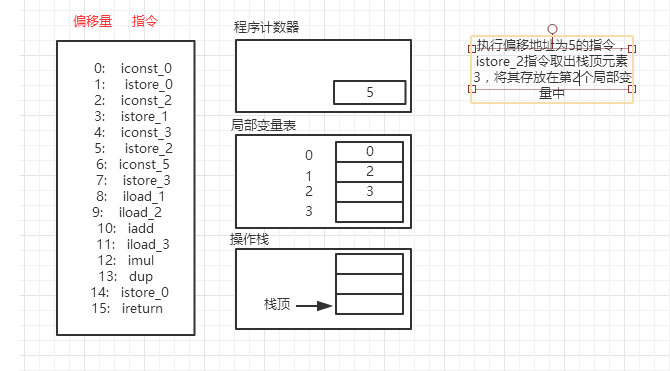 偏移量 指令
0: iconst_0
1: istore_0
2: iconst_2
3: istore_1
4: iconst_3
5: istore_2
6: iconst_5
7: istore_3
8: iload_1
9: iload_2
10: iadd
11: iload_3
12: imul
13: dup
14: istore_0
15: ireturn
程序计数器
5
局部变量表
0 0
1 2
2 3
3
操作栈
栈顶
执行偏移地址为5的指令，
istore_2指令取出栈顶元素
3，将其存放在第2个局部变
量中